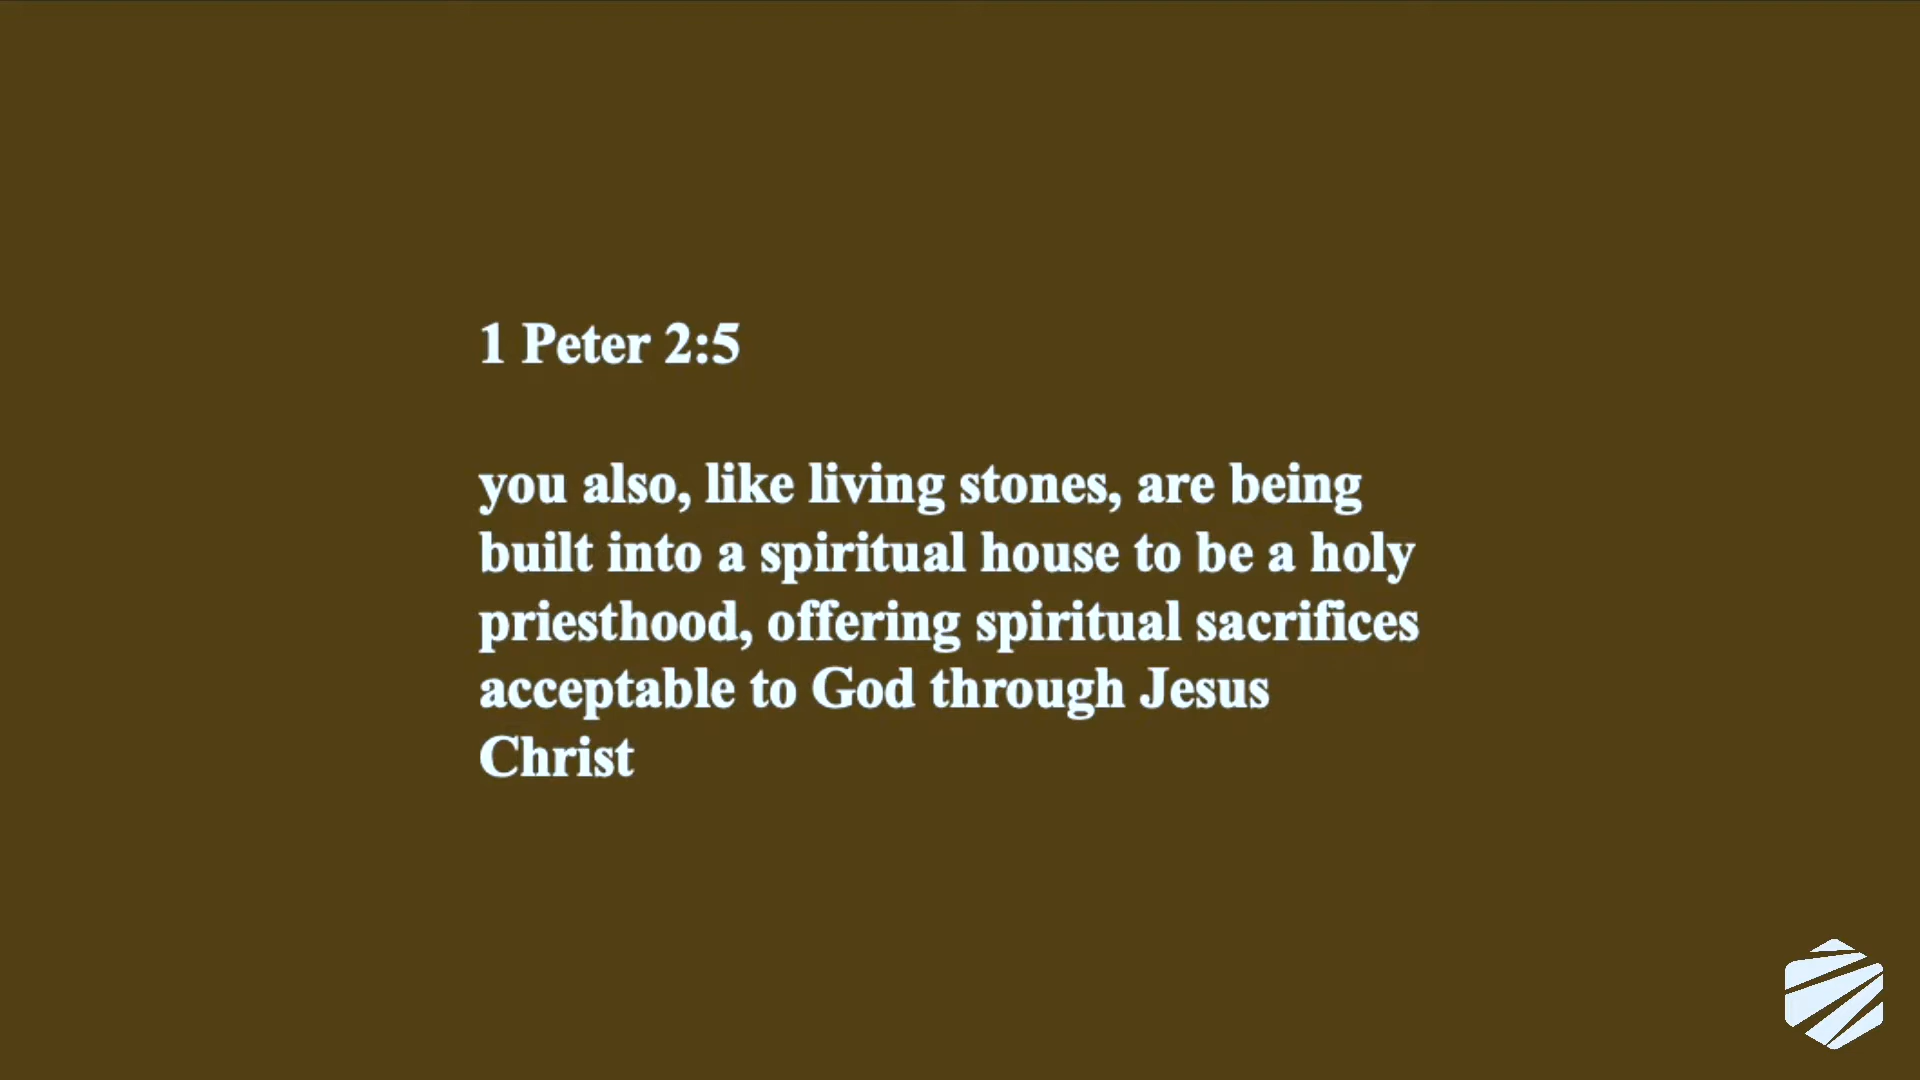 1 Peter 2:5
you also, like living stones, are being
built into a spiritual house to be a holy
priesthood, offering spiritual sacrifices
acceptable to God through Jesus
Christ